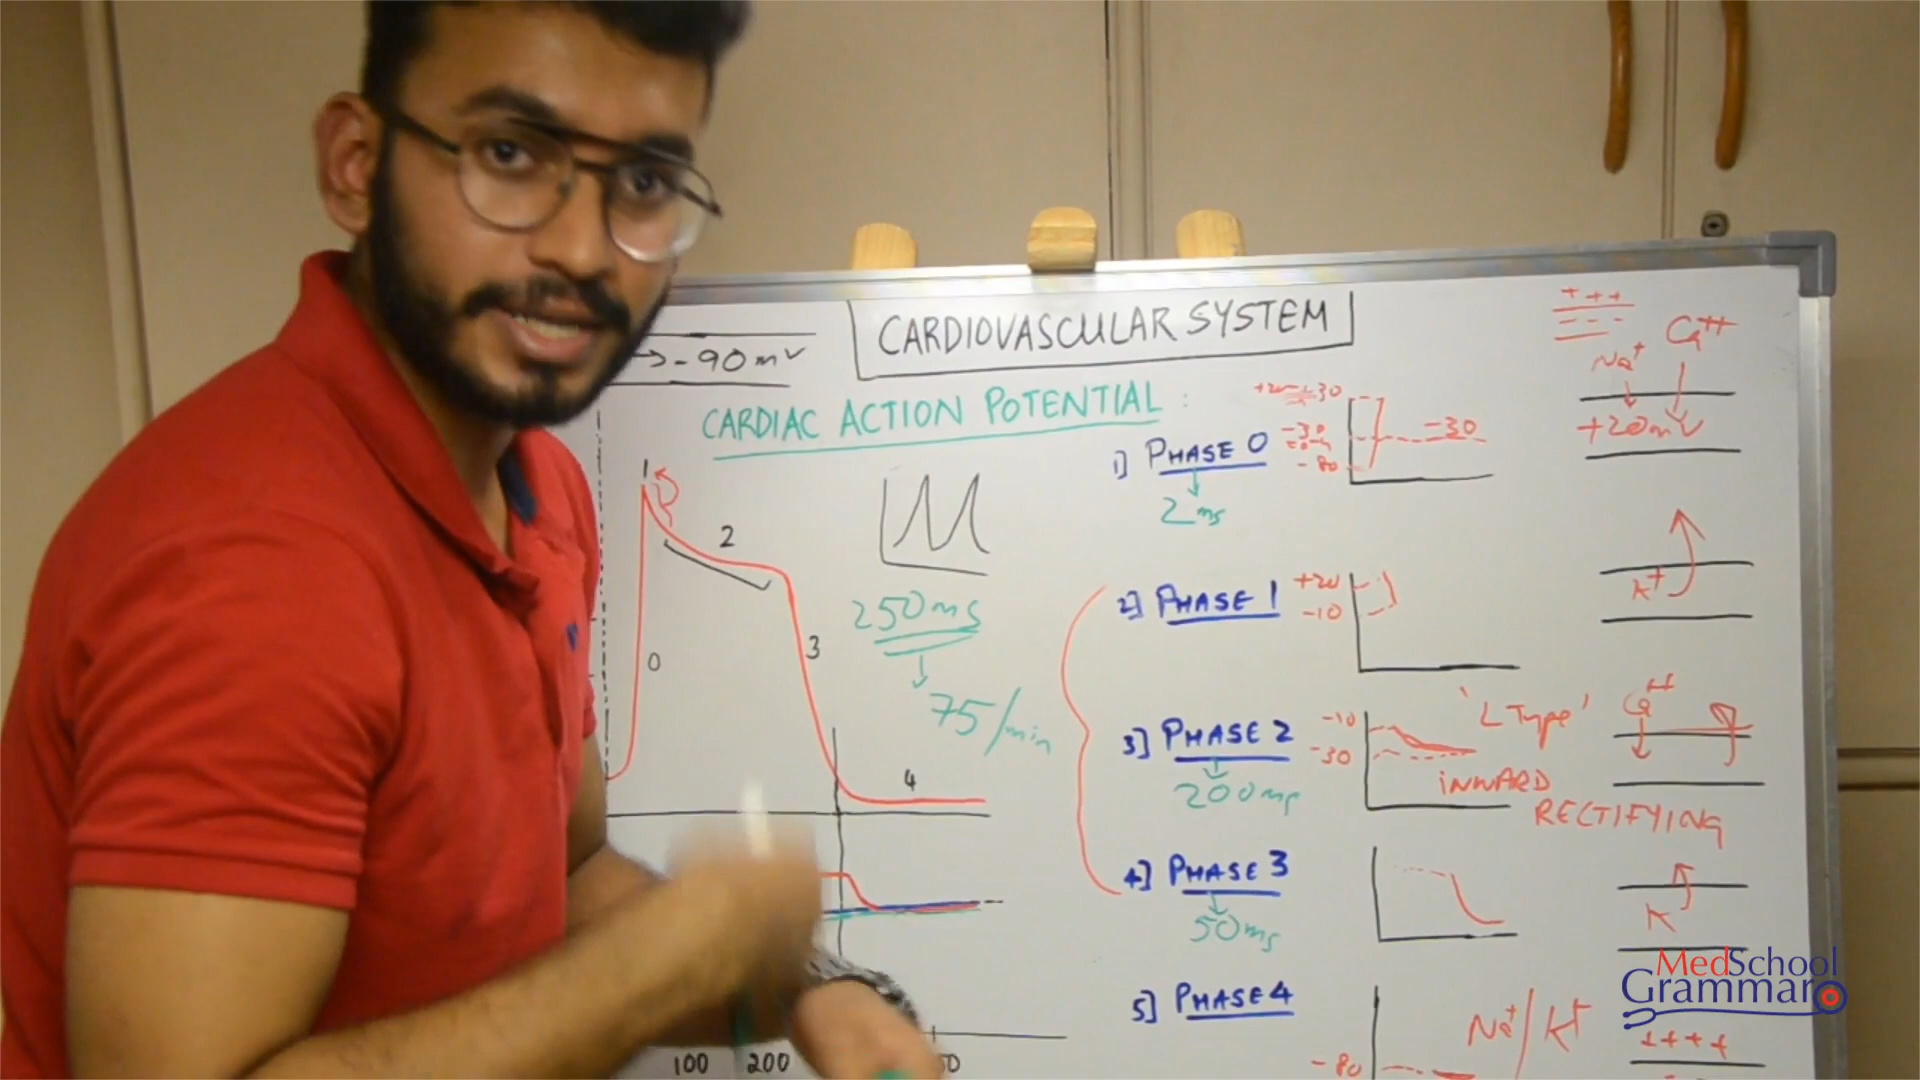 CARDIOVASCULAR SYSTEM
→ -90mV
CARDIAC ACTION POTENTIAL :
1
2
0
3
4
250ms
75/min
100 200
1] PHASE 0
2ms
-30
-80
-30
2] PHASE 1
+20
-10
3] PHASE 2
200ms
-10
-30
'L Type'
INWARD
RECTIFYING
4] PHASE 3
50ms
5] PHASE 4
-80
Na+/K+
+++
Na+ Ca++
+20mV
K+
Ca++
K
++++
MedSchool
Grammar